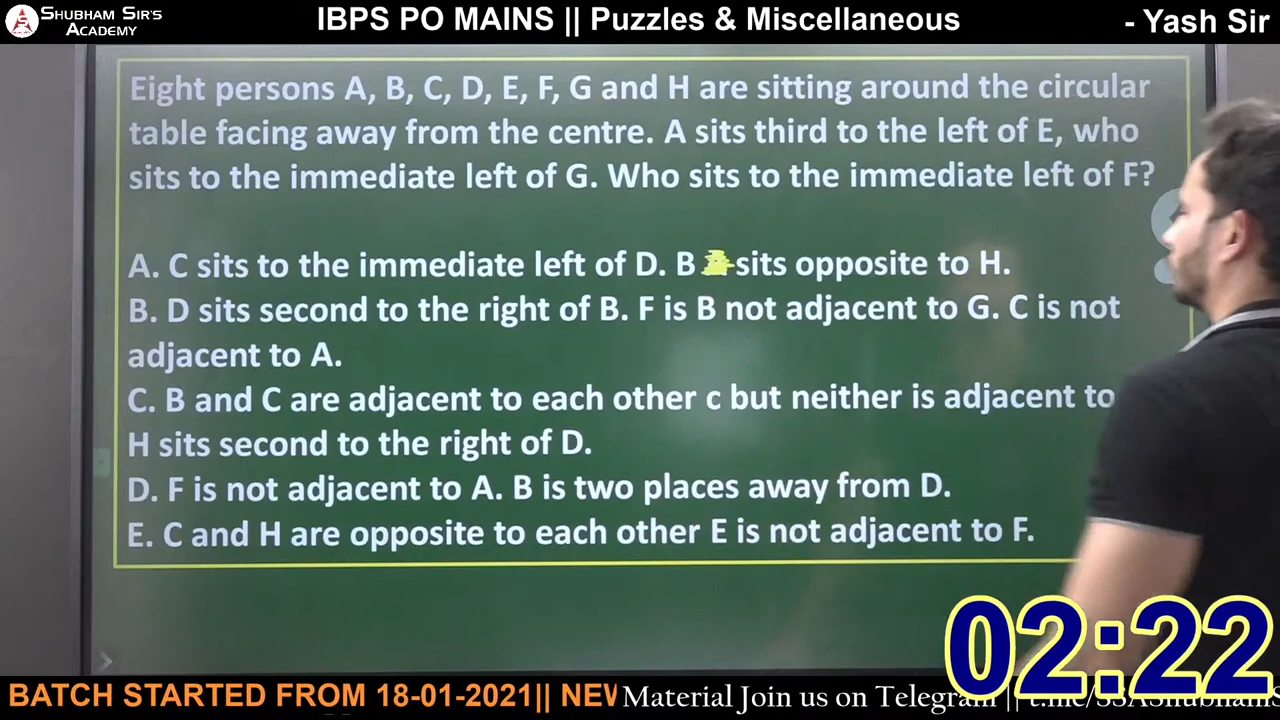 SHUBHAM SIR'S
ACADEMY
IBPS PO MAINS || Puzzles & Miscellaneous
- Yash Sir
Eight persons A, B, C, D, E, F, G and H are sitting around the circular
table facing away from the centre. A sits third to the left of E, who
sits to the immediate left of G. Who sits to the immediate left of F?
A. C sits to the immediate left of D. B sits opposite to H.
B. D sits second to the right of B. F is B not adjacent to G. C is not
adjacent to A.
C. B and C are adjacent to each other c but neither is adjacent to
H sits second to the right of D.
D. F is not adjacent to A. B is two places away from D.
E. C and H are opposite to each other E is not adjacent to F.
02:22
BATCH STARTED FROM 18-01-2021|| NEW Material Join us on Telegram || t.me/SSAShubhamS